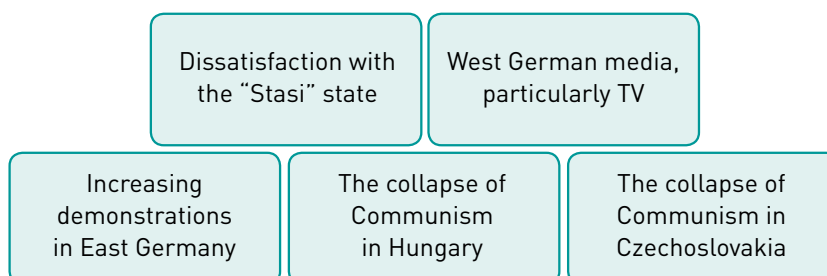 Dissatisfaction with
the “Stasi” state
West German media,
particularly TV
Increasing
demonstrations
in East Germany
The collapse of
Communism
in Hungary
The collapse of
Communism in
Czechoslovakia